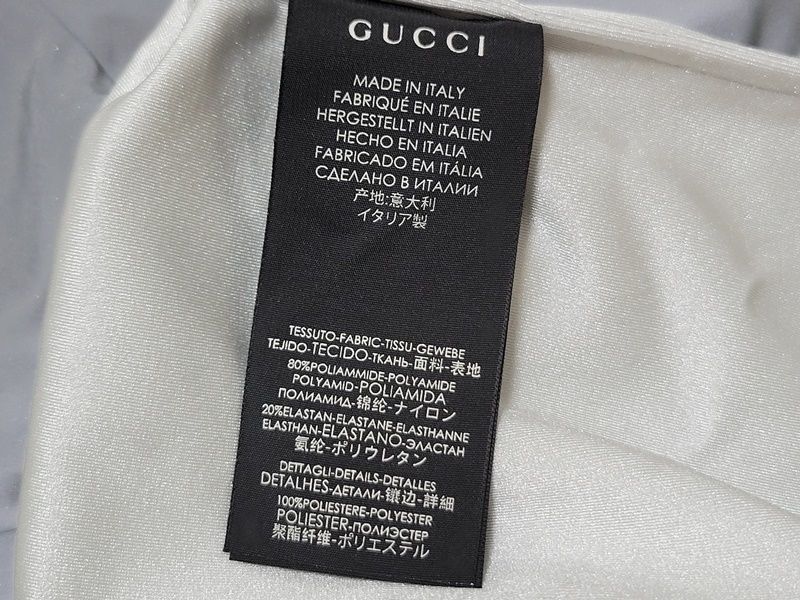 GUCCI
MADE IN ITALY
FABRIQUÉ EN ITALIE
HERGESTELLT IN ITALIEN
HECHO EN ITALIA
FABRICADO EM ITÁLIA
СДЕЛАНО В ИТАЛИИ
产地:意大利
イタリア製
TESSUTO-FABRIC-TISSU-GEWEBE
TEJIDO-TECIDO-ТКАНЬ-面料-表地
80%POLIAMMIDE-POLYAMIDE
POLYAMID-POLIAMIDA
ПОЛИАМИД-锦纶-ナイロン
20%ELASTAN-ELASTANE-ELASTHANNE
ELASTHAN-ELASTANO-ЭЛАСТАН
氨纶-ポリウレタン
DETTAGLI-DETAILS-DETALLES
DETALHES-ДЕТАЛИ-镶边-詳細
100%POLIESTERE-POLYESTER
POLIESTER-ПОЛИЭСТЕР
聚酯纤维-ポリエステル